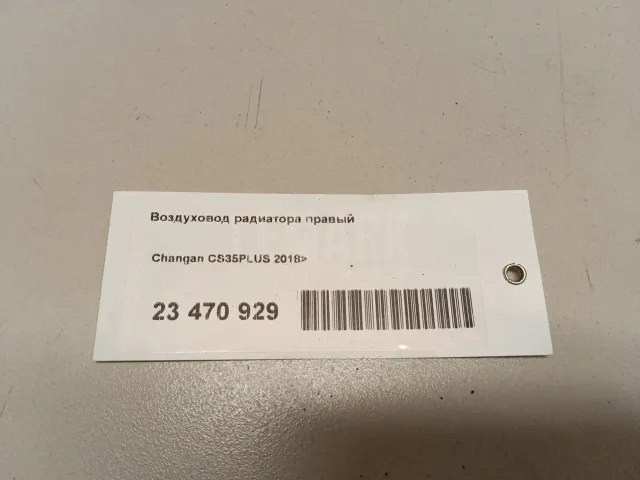 Воздуховод радиатора правый
Changan CS35PLUS 2018>
23 470 929